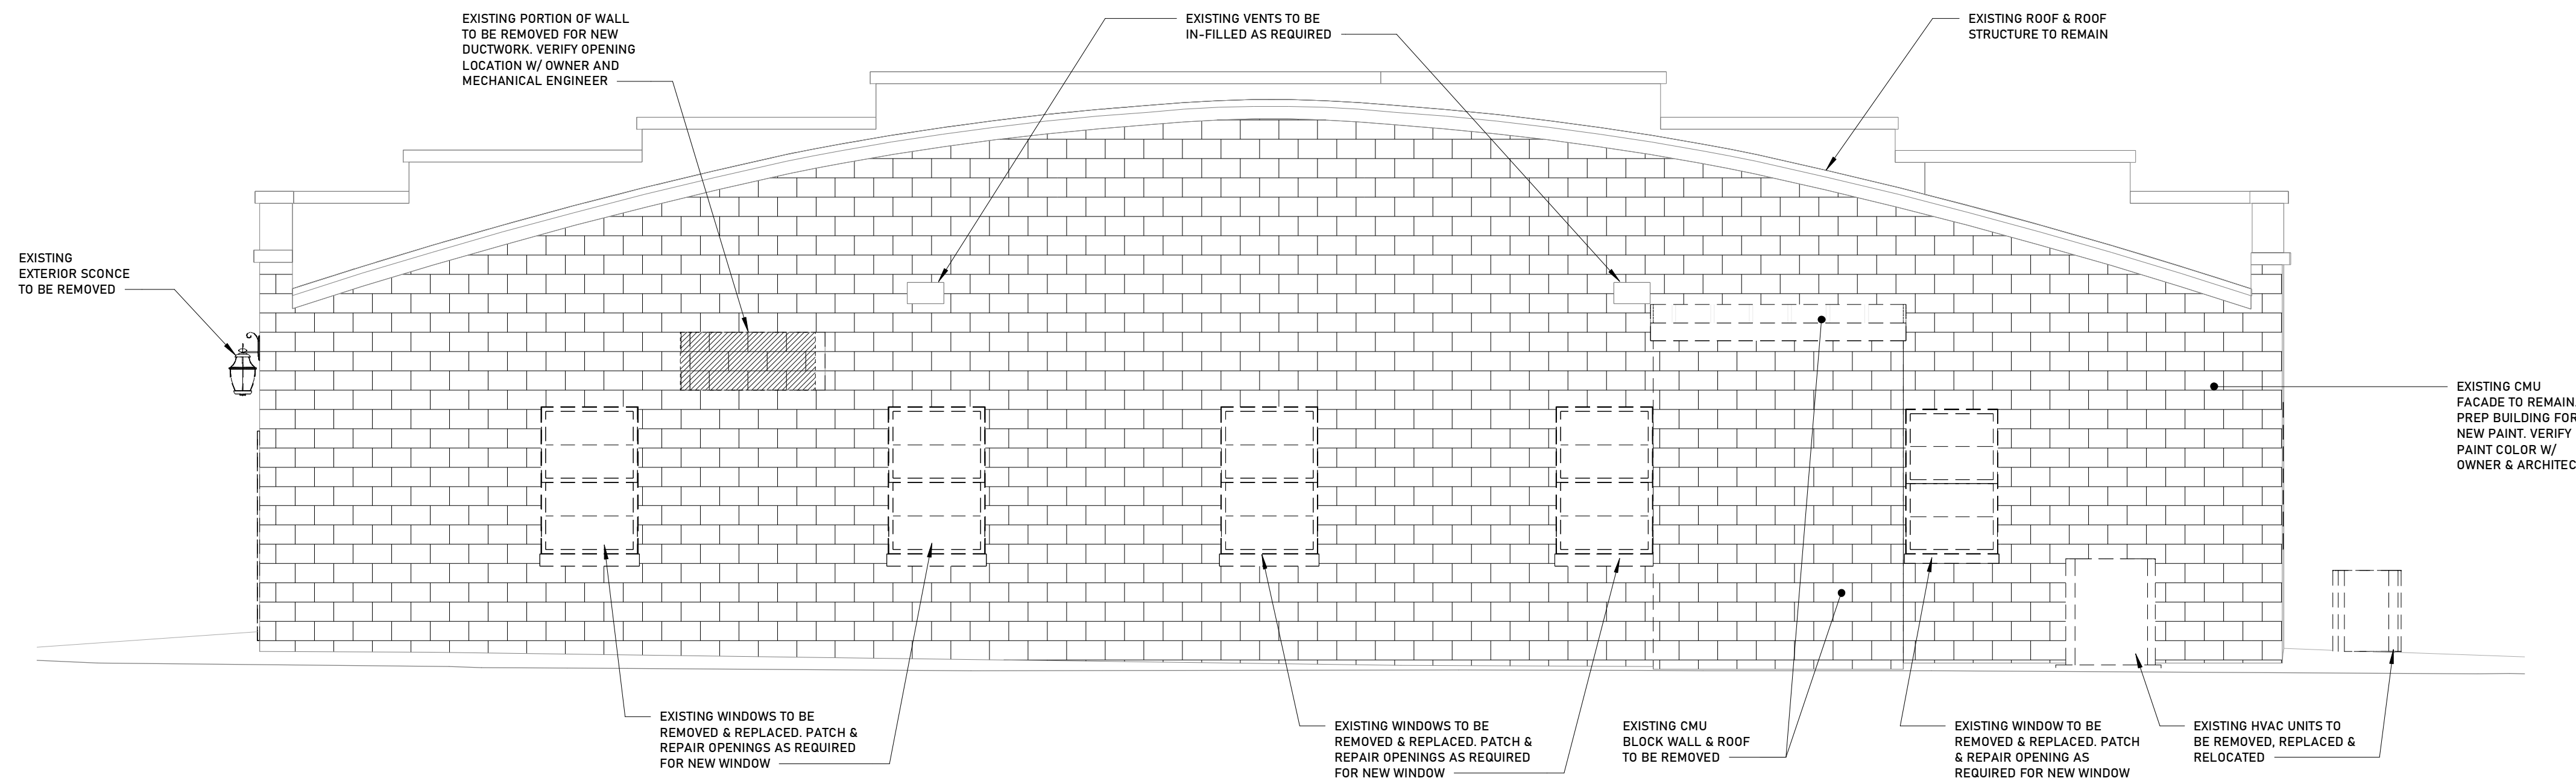 EXISTING PORTION OF WALL
TO BE REMOVED FOR NEW
DUCTWORK. VERIFY OPENING
LOCATION W/ OWNER AND
MECHANICAL ENGINEER
EXISTING VENTS TO BE
IN-FILLED AS REQUIRED
EXISTING ROOF & ROOF
STRUCTURE TO REMAIN
EXISTING
EXTERIOR SCONCE
TO BE REMOVED
EXISTING CMU
FACADE TO REMAIN.
PREP BUILDING FOR
NEW PAINT. VERIFY
PAINT COLOR W/
OWNER & ARCHITEC
EXISTING WINDOWS TO BE
REMOVED & REPLACED. PATCH &
REPAIR OPENINGS AS REQUIRED
FOR NEW WINDOW
EXISTING WINDOWS TO BE
REMOVED & REPLACED. PATCH &
REPAIR OPENINGS AS REQUIRED
FOR NEW WINDOW
EXISTING CMU
BLOCK WALL & ROOF
TO BE REMOVED
EXISTING WINDOW TO BE
REMOVED & REPLACED. PATCH
& REPAIR OPENING AS
REQUIRED FOR NEW WINDOW
EXISTING HVAC UNITS TO
BE REMOVED, REPLACED &
RELOCATED